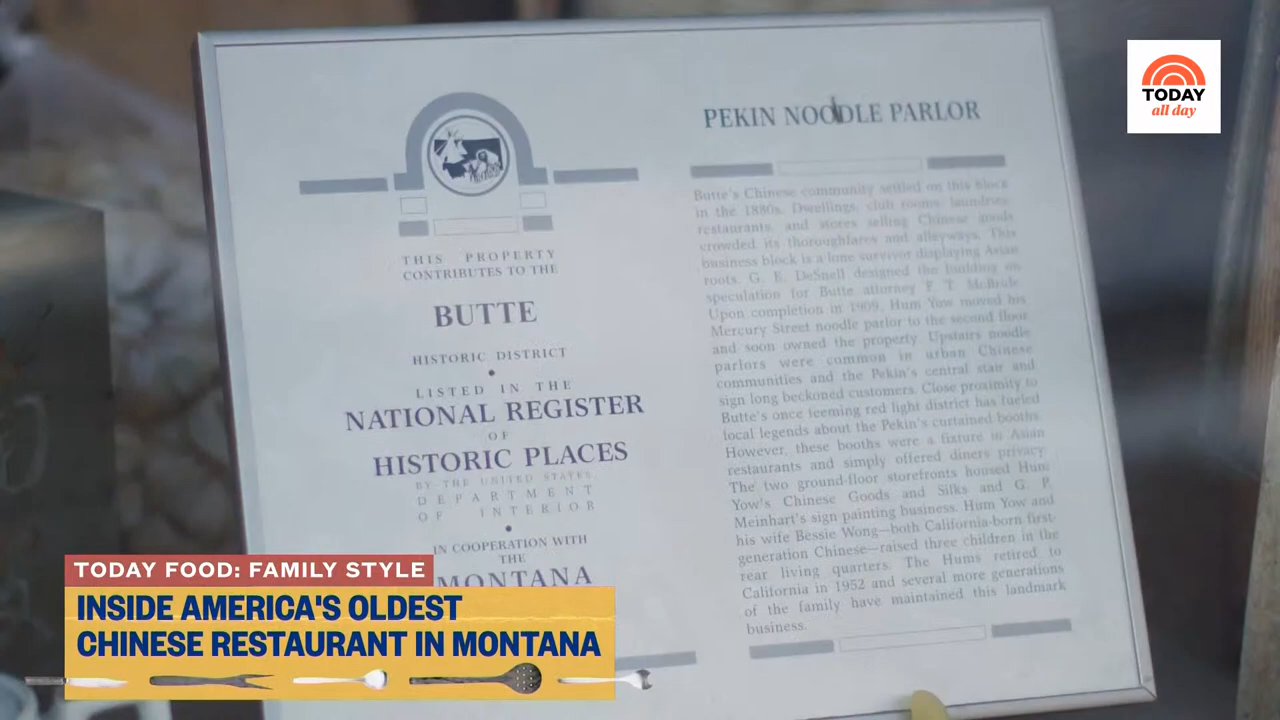 THIS PROPERTY
CONTRIBUTES TO THE
BUTTE
HISTORIC DISTRICT
LISTED IN THE
NATIONAL REGISTER
OF
HISTORIC PLACES
BY THE UNITED STATES
DEPARTMENT
OF INTERIOR
IN COOPERATION WITH
THE
MONTANA
PEKIN NOODLE PARLOR
Butte's Chinese community settled on this block
in the 1880s. Dwellings, club rooms, laundries,
restaurants, and stores selling Chinese goods
crowded its thoroughfares and alleyways. This
business block is a lone survivor displaying Asian
roots. G. E. DeSnell designed the building on
speculation for Butte attorney F. T. McBride.
Upon completion in 1909, Hum Yow moved his
Mercury Street noodle parlor to the second floor
and soon owned the property. Upstairs noodle
parlors were common in urban Chinese
communities and the Pekin's central stair and
sign long beckoned customers. Close proximity to
Butte's once teeming red light district has fueled
local legends about the Pekin's curtained booths.
However, these booths were a fixture in Asian
restaurants and simply offered diners privacy.
The two ground-floor storefronts housed Hum
Yow's Chinese Goods and Silks and G. P.
Meinhart's sign painting business. Hum Yow and
his wife Bessie Wong—both California-born first-
generation Chinese—raised three children in the
rear living quarters. The Hums retired to
California in 1952 and several more generations
of the family have maintained this landmark
business.
TODAY
all day
TODAY FOOD: FAMILY STYLE
INSIDE AMERICA'S OLDEST
CHINESE RESTAURANT IN MONTANA